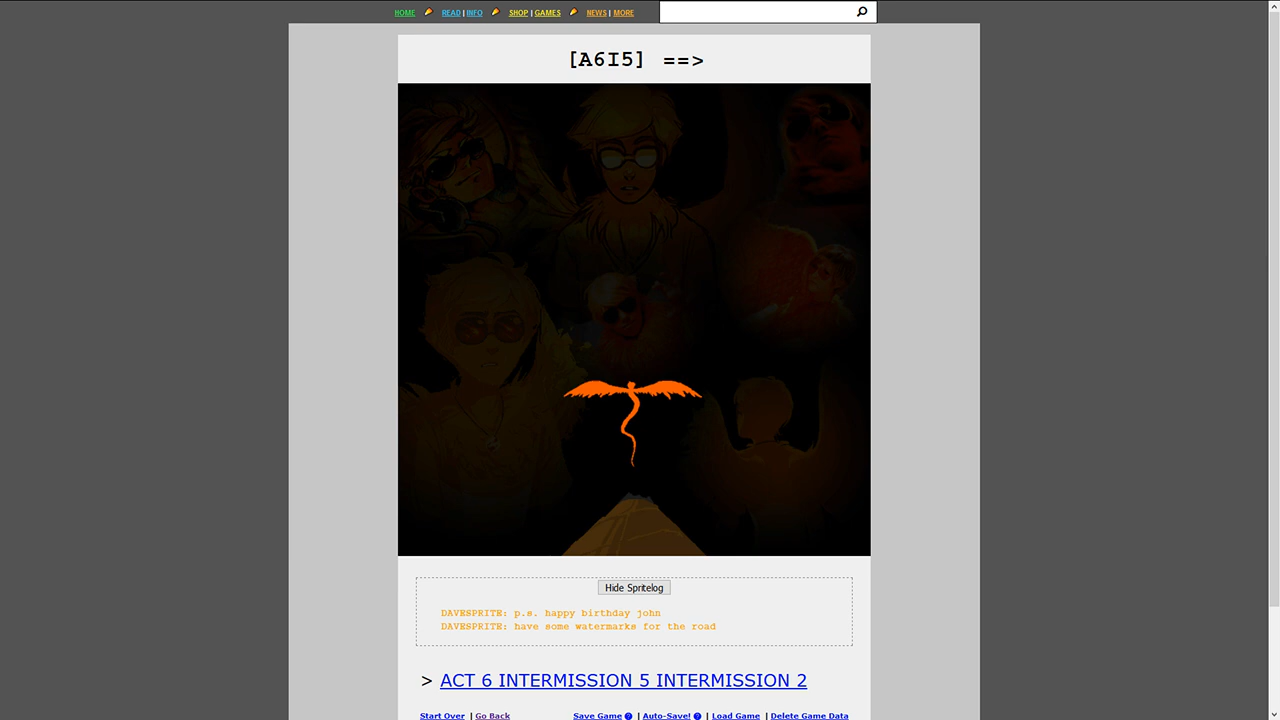 HOME READ | INFO SHOP | GAMES NEWS | MORE
[A6I5] ==>
Hide Spritelog
DAVESPRITE: p.s. happy birthday john
DAVESPRITE: have some watermarks for the road
> ACT 6 INTERMISSION 5 INTERMISSION 2
Start Over | Go Back Save Game ? | Auto-Save! ? | Load Game | Delete Game Data